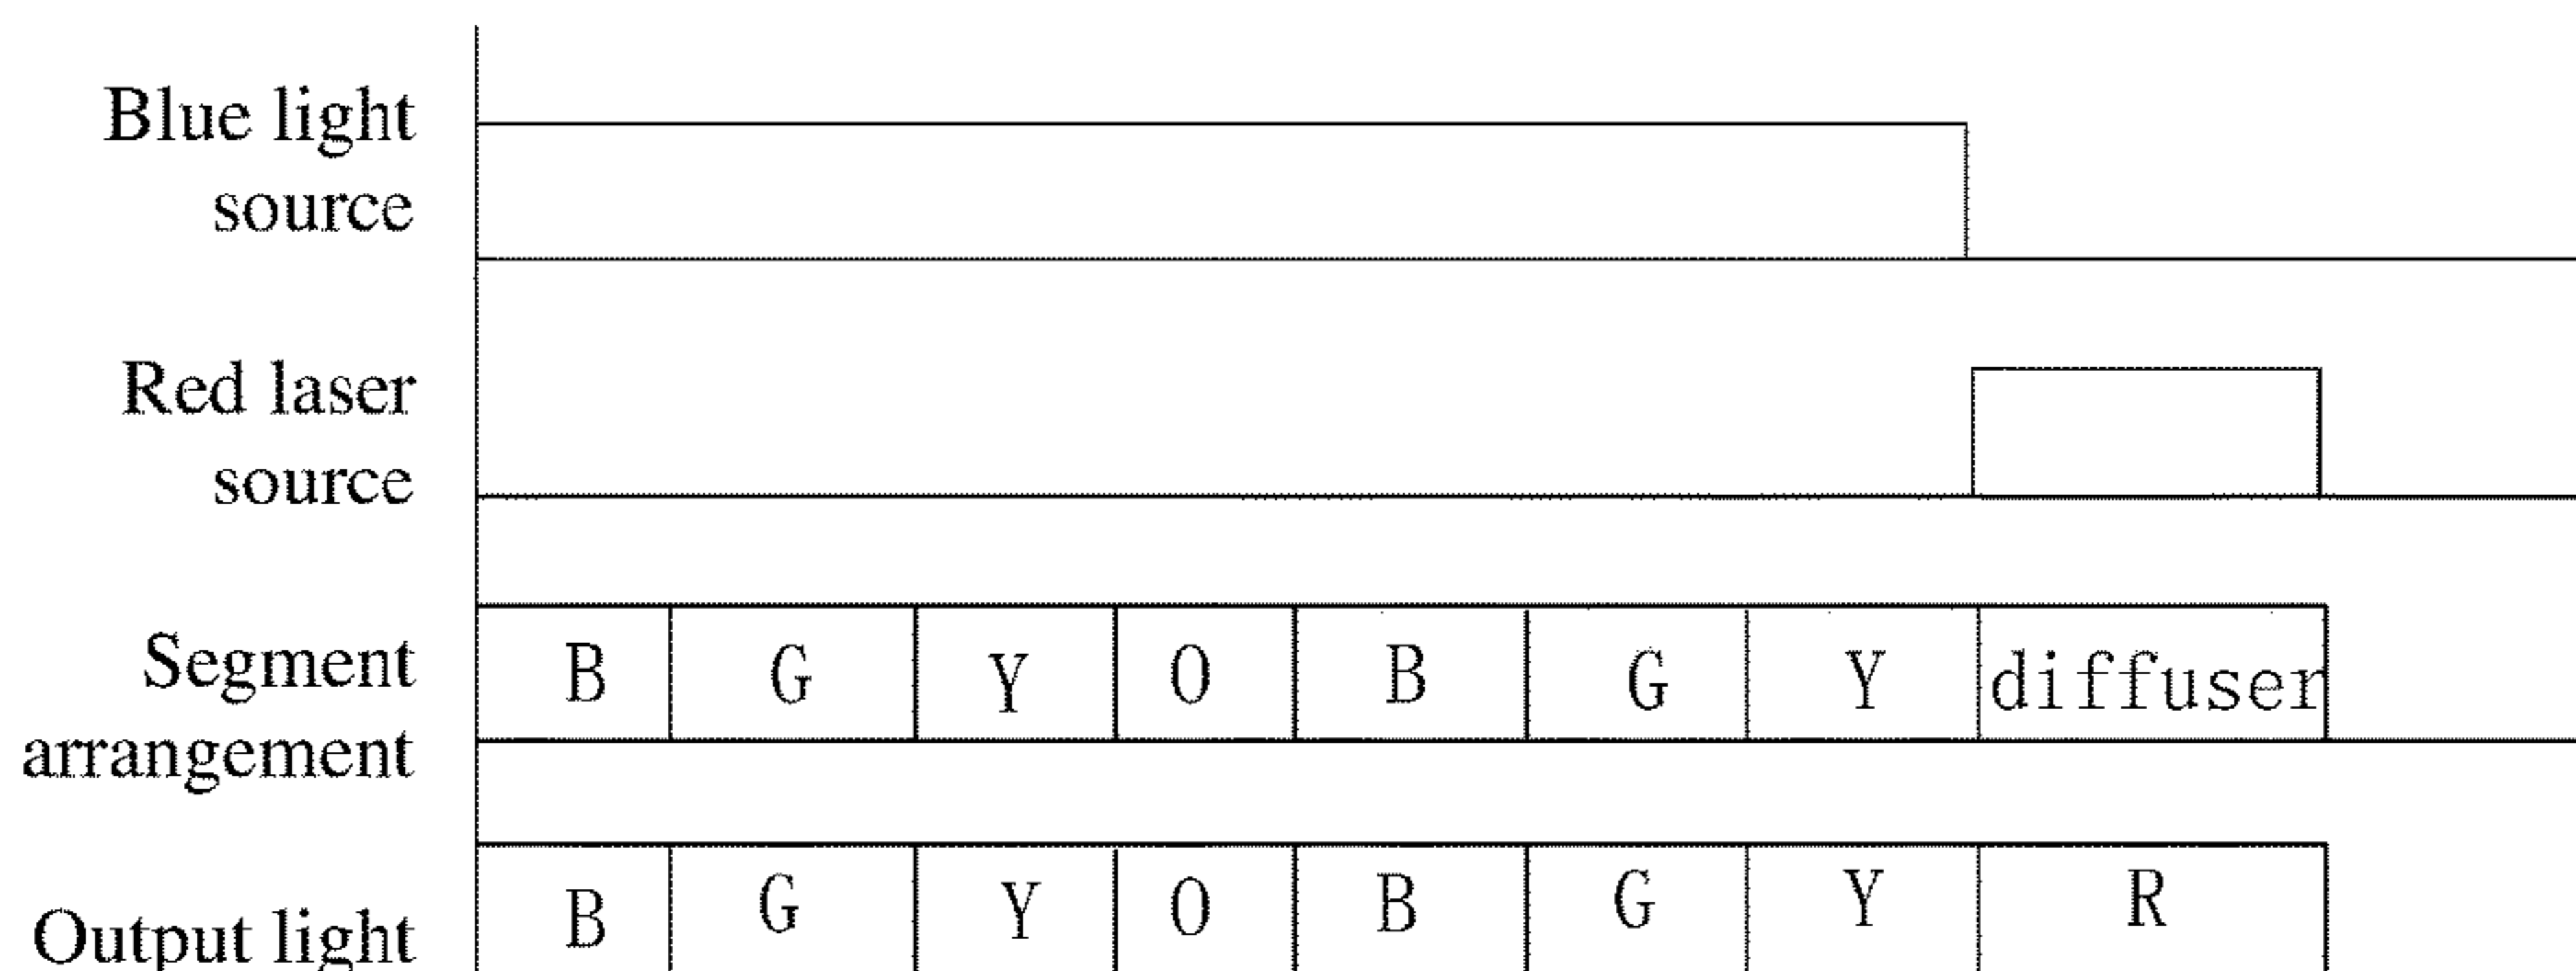 Blue light
source
Red laser
source
Segment
arrangement
B G Y O B G Y diffuser
Output light
B G Y O B G Y R